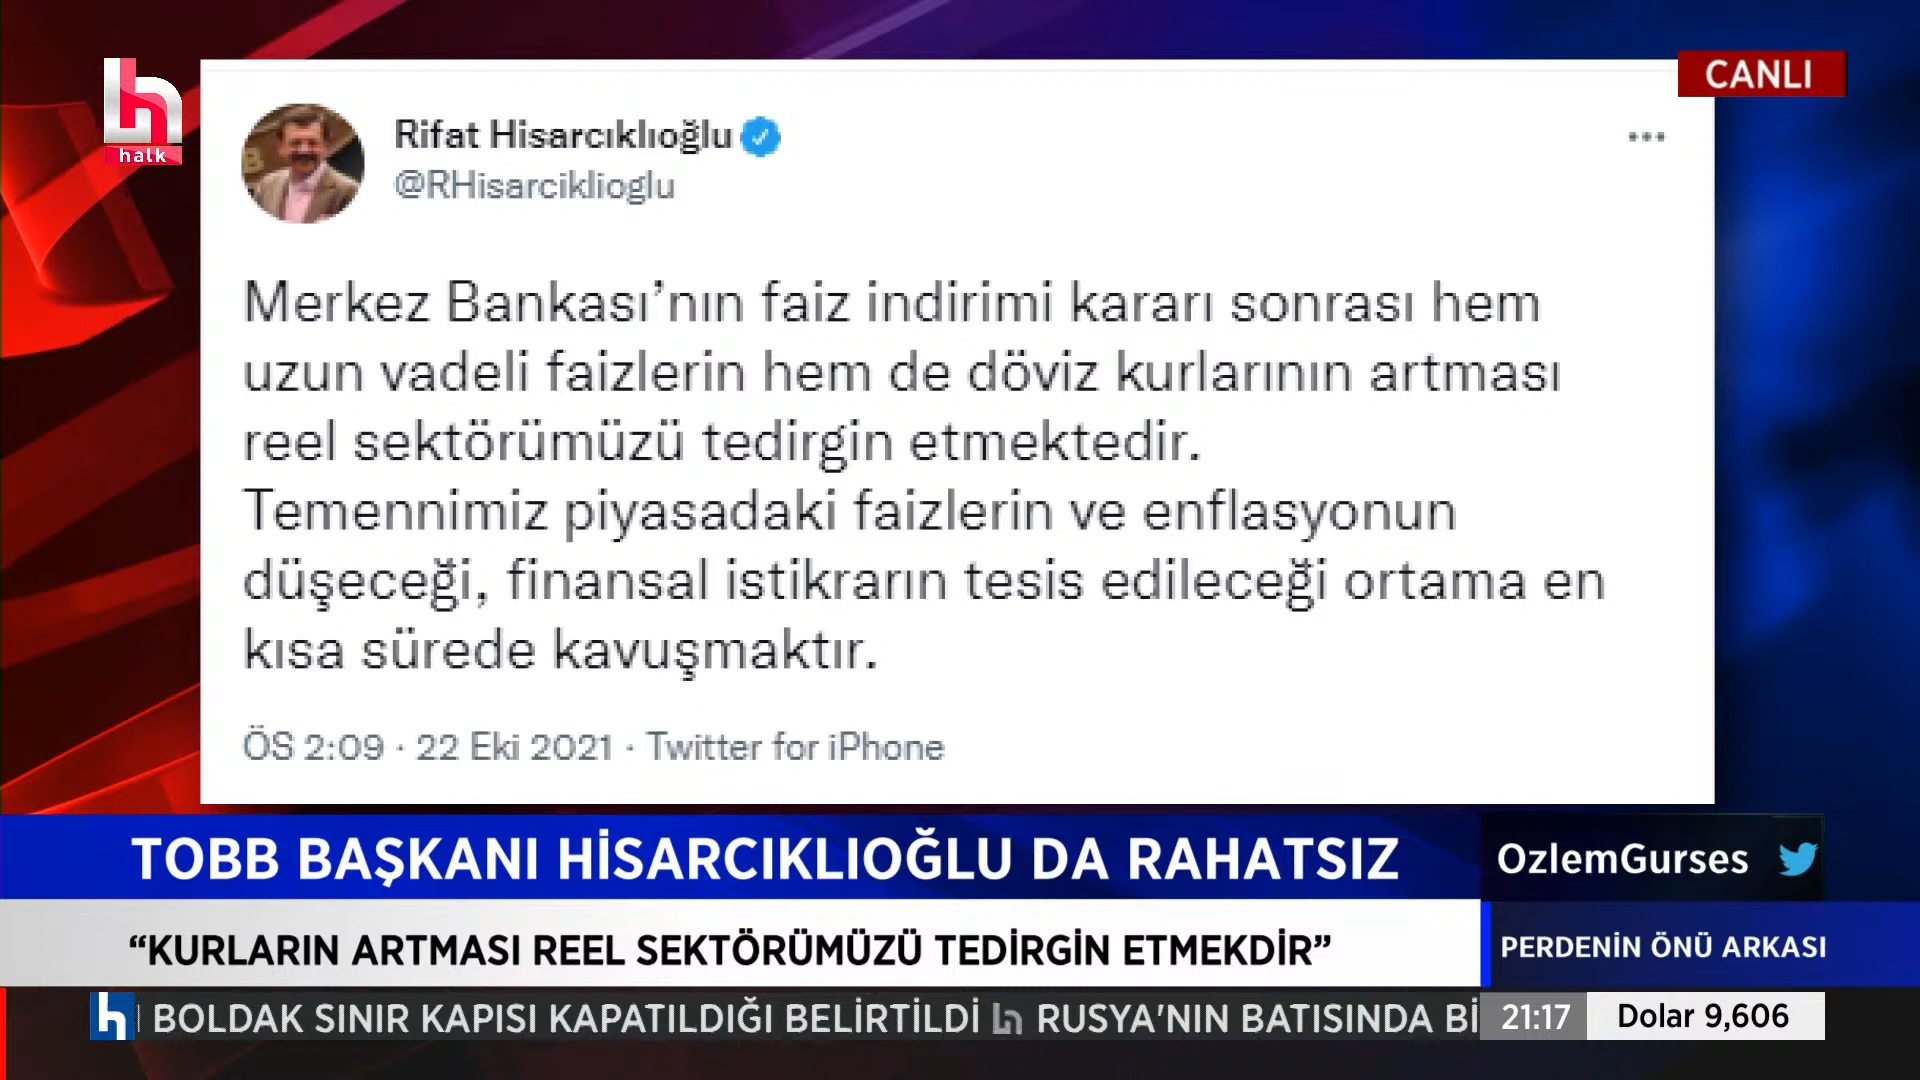 halk
CANLI
Rifat Hisarcıklıoğlu
@RHisarciklioglu
Merkez Bankası’nın faiz indirimi kararı sonrası hem
uzun vadeli faizlerin hem de döviz kurlarının artması
reel sektörümüzü tedirgin etmektedir.
Temennimiz piyasadaki faizlerin ve enflasyonun
düşeceği, finansal istikrarın tesis edileceği ortama en
kısa sürede kavuşmaktır.
ÖS 2:09 · 22 Eki 2021 · Twitter for iPhone
TOBB BAŞKANI HİSARCIKLIOĞLU DA RAHATSIZ
OzlemGurses
“KURLARIN ARTMASI REEL SEKTÖRÜMÜZÜ TEDİRGİN ETMEKDİR”
PERDENİN ÖNÜ ARKASI
BOLDAK SINIR KAPISI KAPATILDIĞI BELİRTİLDİ RUSYA'NIN BATISINDA Bİ
21:17
Dolar 9,606